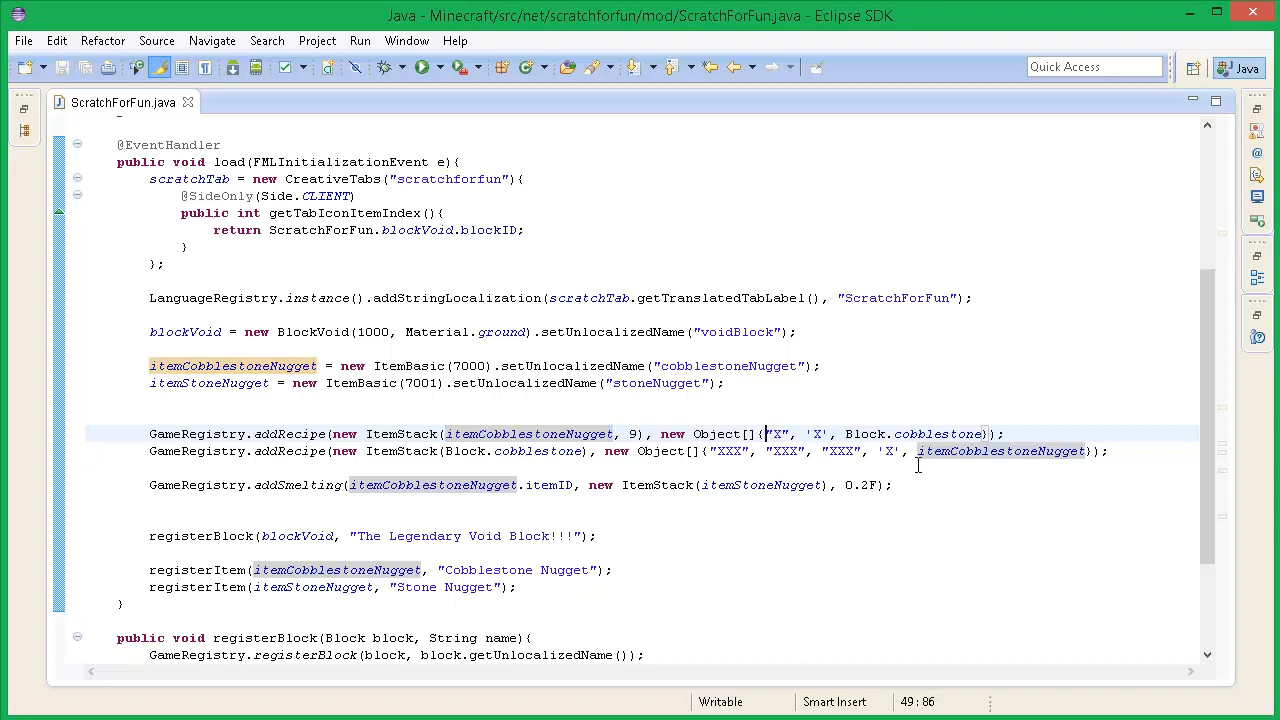 Java - Minecraft/src/net/scratchforfun/mod/ScratchForFun.java - Eclipse SDK
File Edit Refactor Source Navigate Search Project Run Window Help
Quick Access
Java
ScratchForFun.java
@EventHandler
public void load(FMLInitializationEvent e){
scratchTab = new CreativeTabs("scratchforfun"){
@SideOnly(Side.CLIENT)
public int getTabIconItemIndex(){
return ScratchForFun.blockVoid.blockID;
}
};
LanguageRegistry.instance().addStringLocalization(scratchTab.getTranslatedTabLabel(), "ScratchForFun");
blockVoid = new BlockVoid(1000, Material.ground).setUnlocalizedName("voidBlock");
itemCobblestoneNugget = new ItemBasic(7000).setUnlocalizedName("cobblestoneNugget");
itemStoneNugget = new ItemBasic(7001).setUnlocalizedName("stoneNugget");
GameRegistry.addRecipe(new ItemStack(itemCobblestoneNugget, 9), new Object[]{"X", 'X', Block.cobblestone});
GameRegistry.addRecipe(new ItemStack(Block.cobblestone), new Object[]{"XXX", "XXX", "XXX", 'X', itemCobblestoneNugget});
GameRegistry.addSmelting(itemCobblestoneNugget.itemID, new ItemStack(itemStoneNugget), 0.2F);
registerBlock(blockVoid, "The Legendary Void Block!!!");
registerItem(itemCobblestoneNugget, "Cobblestone Nugget");
registerItem(itemStoneNugget, "Stone Nugget");
}
public void registerBlock(Block block, String name){
GameRegistry.registerBlock(block, block.getUnlocalizedName());
Writable Smart Insert 49 : 86